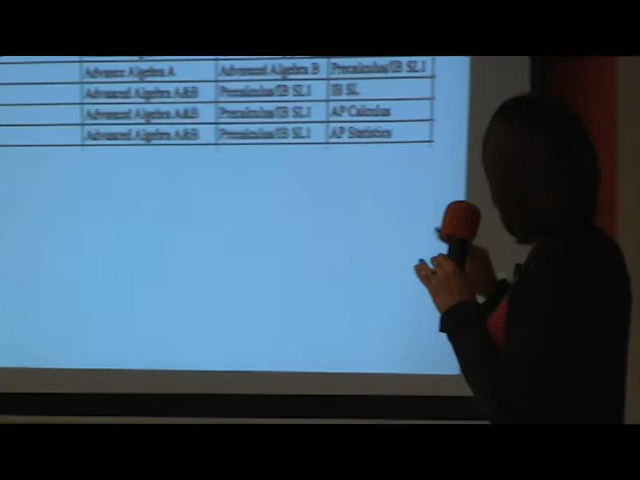 Advance Algebra A Advanced Algebra B Precalculus/IB SL1
Advanced Algebra A&B Precalculus/IB SL1 IB SL
Advanced Algebra A&B Precalculus/IB SL1 AP Calculus
Advanced Algebra A&B Precalculus/IB SL1 AP Statistics